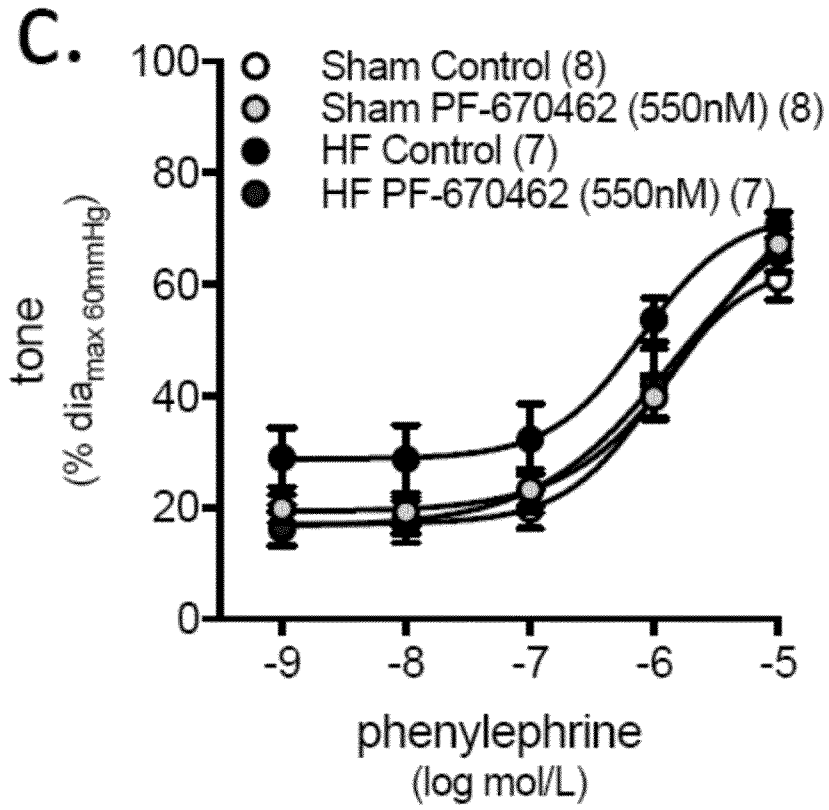 C.
100
80
60
40
20
0
Sham Control (8)
Sham PF-670462 (550nM) (8)
HF Control (7)
HF PF-670462 (550nM) (7)
tone
(% dia max 60mmHg)
-9 -8 -7 -6 -5
phenylephrine
(log mol/L)